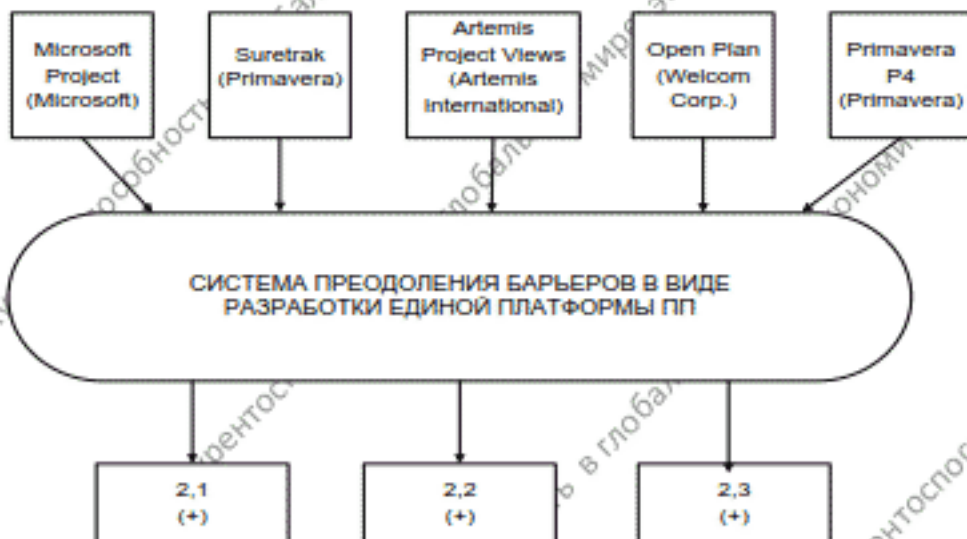 Microsoft
Project
(Microsoft)
Suretrak
(Primavera)
Artemis
Project Views
(Artemis
International)
Open Plan
(Welcom
Corp.)
Primavera
P4
(Primavera)
СИСТЕМА ПРЕОДОЛЕНИЯ БАРЬЕРОВ В ВИДЕ
РАЗРАБОТКИ ЕДИНОЙ ПЛАТФОРМЫ ПП
2,1
(+)
2,2
(+)
2,3
(+)
в глобал